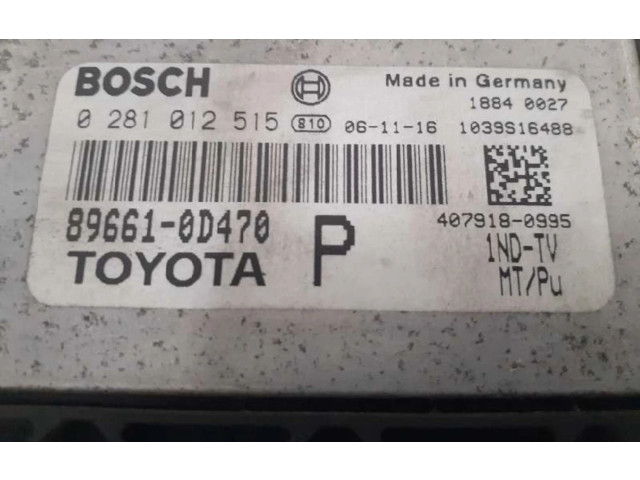 BOSCH Made in Germany
1884 0027
0 281 012 515 810 06-11-16 1039S16488
89661-0D470 P 407918-0995
TOYOTA 1ND-TV
MT/Pu